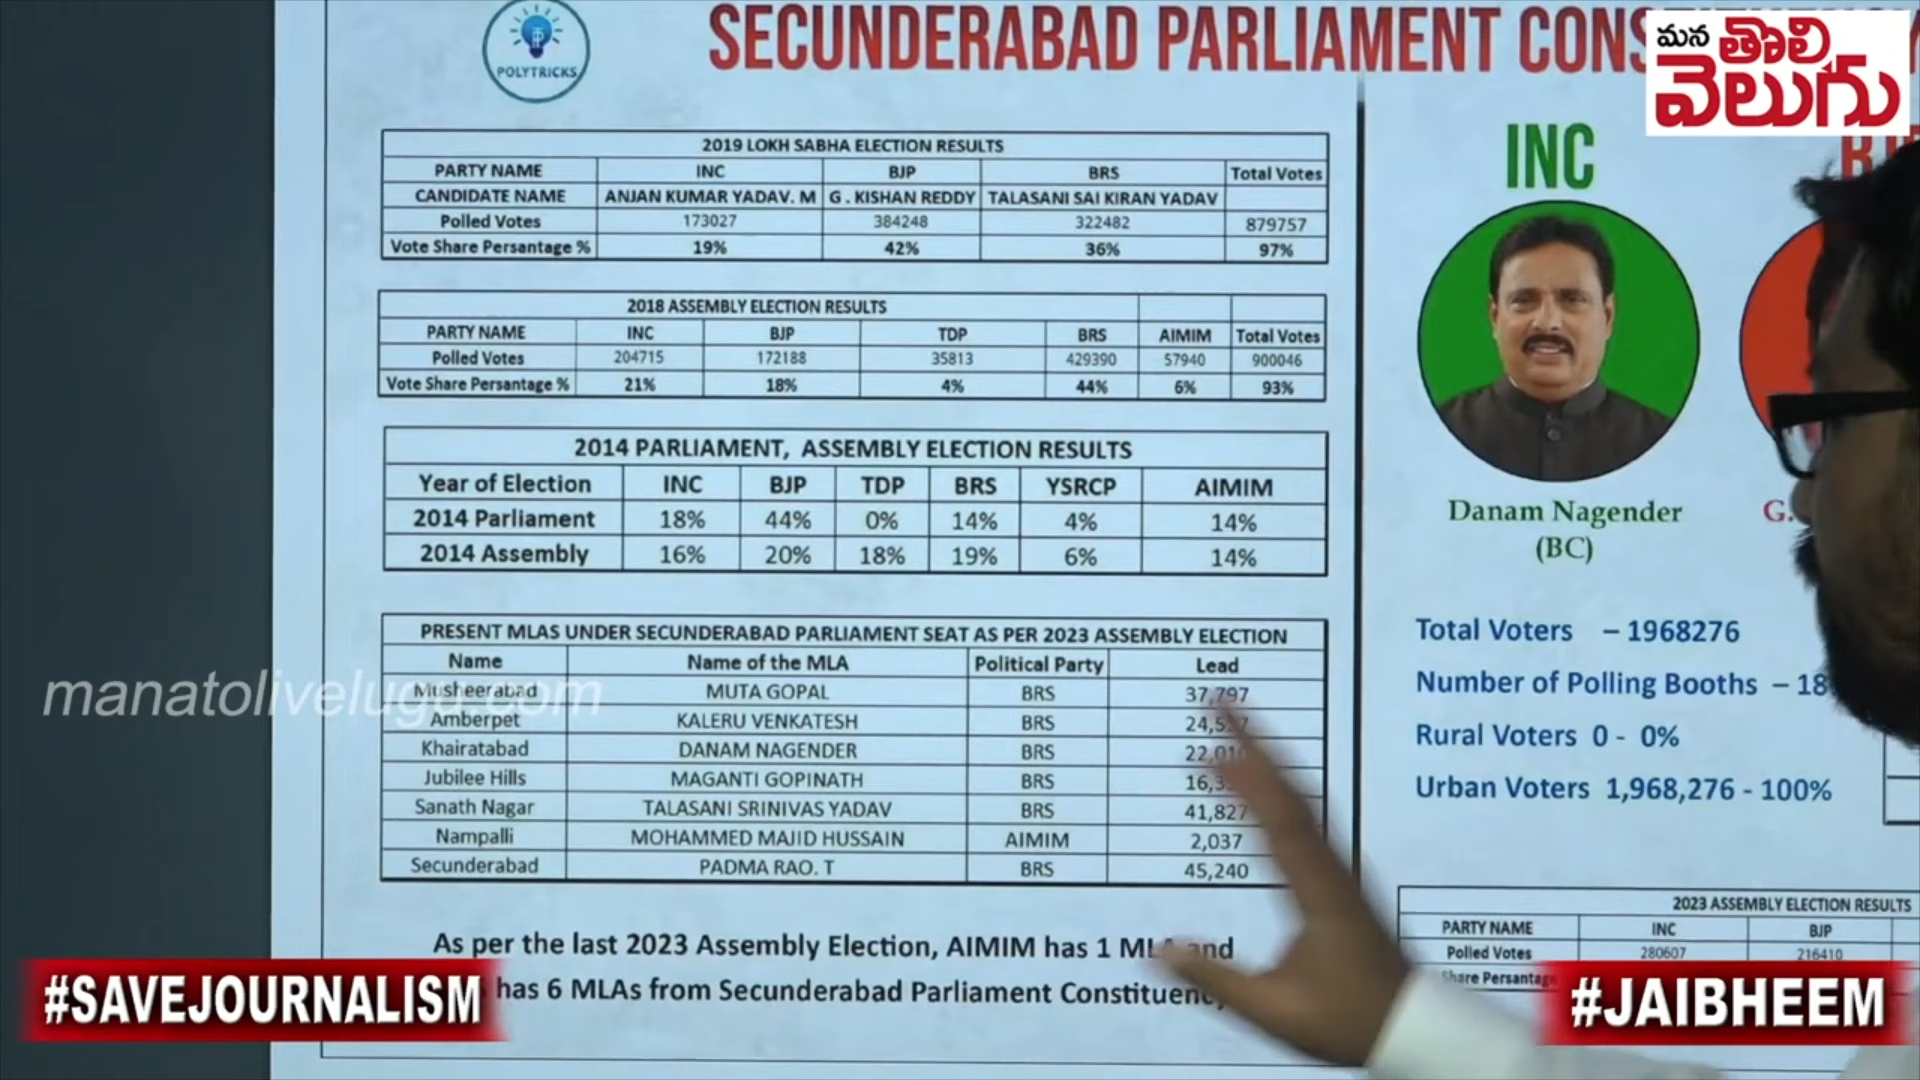 POLYTRICKS
SECUNDERABAD PARLIAMENT
మన తొలి వెలుగు
2019 LOKH SABHA ELECTION RESULTS
PARTY NAME INC BJP BRS Total Votes
CANDIDATE NAME ANJAN KUMAR YADAV. M G . KISHAN REDDY TALASANI SAI KIRAN YADAV
Polled Votes 173027 384248 322482 879757
Vote Share Persantage % 19% 42% 36% 97%
2018 ASSEMBLY ELECTION RESULTS
PARTY NAME INC BJP TDP BRS AIMIM Total Votes
Polled Votes 204715 172188 35813 429390 57940 900046
Vote Share Persantage % 21% 18% 4% 44% 6% 93%
2014 PARLIAMENT, ASSEMBLY ELECTION RESULTS
Year of Election INC BJP TDP BRS YSRCP AIMIM
2014 Parliament 18% 44% 0% 14% 4% 14%
2014 Assembly 16% 20% 18% 19% 6% 14%
PRESENT MLAS UNDER SECUNDERABAD PARLIAMENT SEAT AS PER 2023 ASSEMBLY ELECTION
Name Name of the MLA Political Party Lead
Musheerabad MUTA GOPAL BRS 37,797
Amberpet KALERU VENKATESH BRS
Khairatabad DANAM NAGENDER BRS
Jubilee Hills MAGANTI GOPINATH BRS
Sanath Nagar TALASANI SRINIVAS YADAV BRS 41,827
Nampalli MOHAMMED MAJID HUSSAIN AIMIM 2,037
Secunderabad PADMA RAO. T BRS 45,240
As per the last 2023 Assembly Election, AIMIM has 1 and
has 6 MLAs from Secunderabad Parliament
INC
Danam Nagender
(BC)
G.
Total Voters – 1968276
Number of Polling Booths –
Rural Voters 0 - 0%
Urban Voters 1,968,276 - 100%
2023 ASSEMBLY ELECTION RESULTS
PARTY NAME INC BJP
Polled Votes 280607 216410
Share
manatolivelugu.com
#SAVEJOURNALISM
#JAIBHEEM